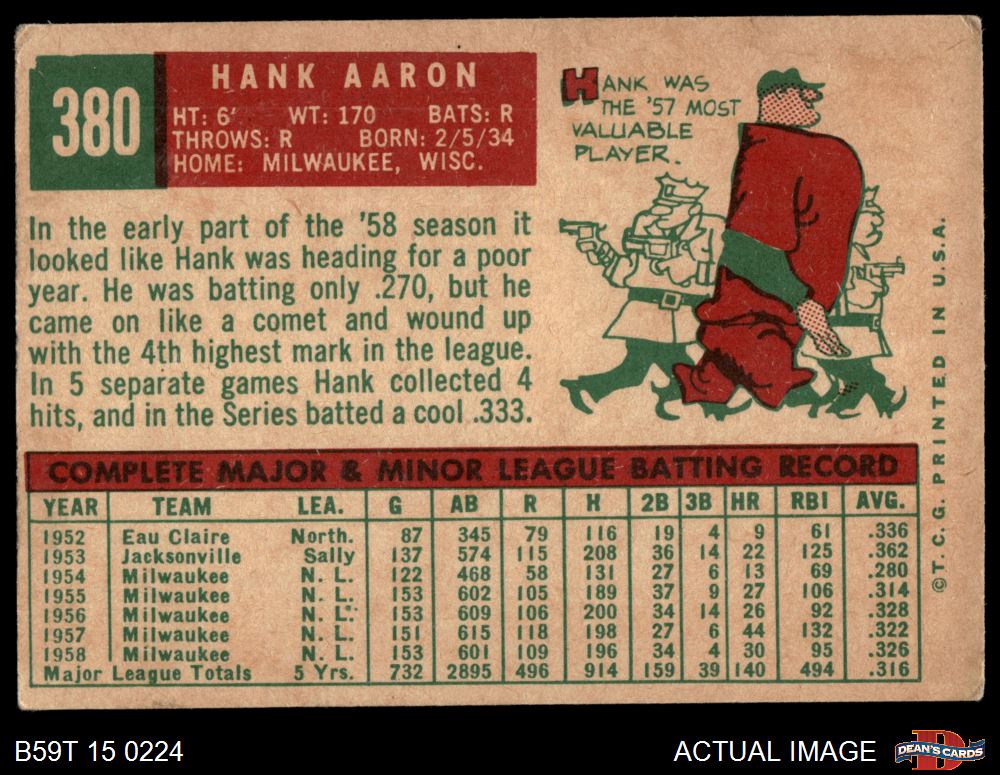 380
HANK AARON
HT: 6' WT: 170 BATS: R
THROWS: R BORN: 2/5/34
HOME: MILWAUKEE, WISC.
HANK WAS
THE '57 MOST
VALUABLE
PLAYER.
In the early part of the '58 season it
looked like Hank was heading for a poor
year. He was batting only .270, but he
came on like a comet and wound up
with the 4th highest mark in the league.
In 5 separate games Hank collected 4
hits, and in the Series batted a cool .333.
COMPLETE MAJOR & MINOR LEAGUE BATTING RECORD
YEAR TEAM LEA. G AB R H 2B 3B HR RBI AVG.
1952 Eau Claire North. 87 345 79 116 19 4 9 61 .336
1953 Jacksonville Sally 137 574 115 208 36 14 22 125 .362
1954 Milwaukee N. L. 122 468 58 131 27 6 13 69 .280
1955 Milwaukee N. L. 153 602 105 189 37 9 27 106 .314
1956 Milwaukee N. L. 153 609 106 200 34 14 26 92 .328
1957 Milwaukee N. L. 151 615 118 198 27 6 44 132 .322
1958 Milwaukee N. L. 153 601 109 196 34 4 30 95 .326
Major League Totals 5 Yrs. 732 2895 496 914 159 39 140 494 .316
© T. C. G. PRINTED IN U. S. A.
B59T 15 0224
ACTUAL IMAGE
DEAN'S CARDS